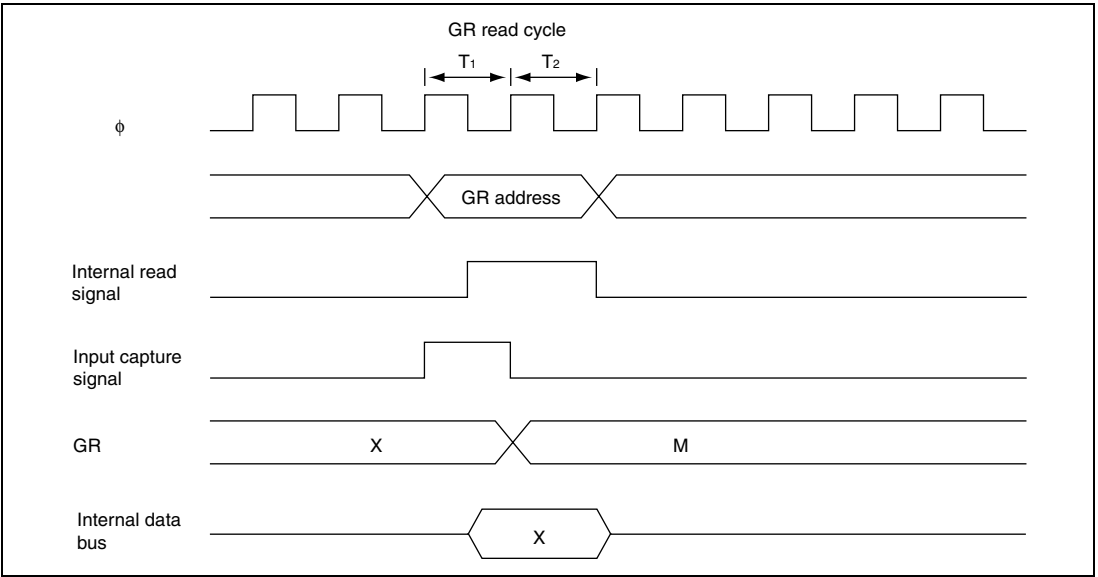 GR read cycle
T1 T2
ϕ
GR address
Internal read
signal
Input capture
signal
GR X M
Internal data
bus
X